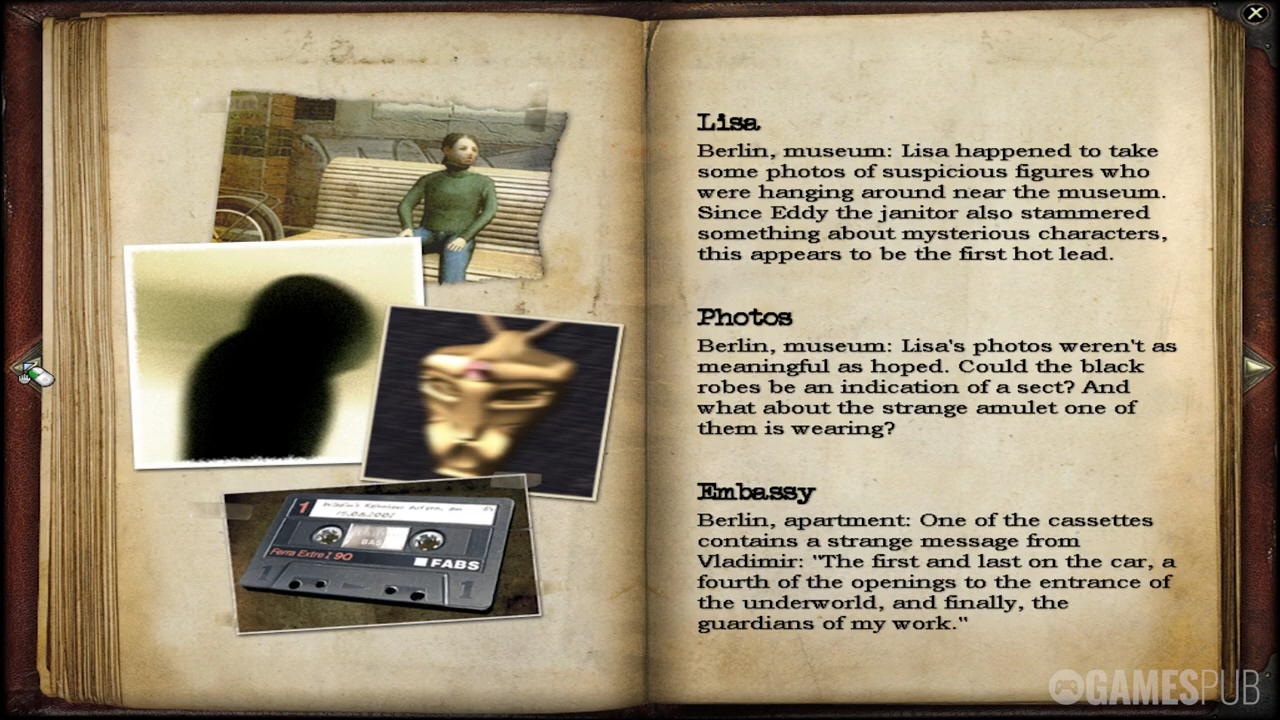 Lisa
Berlin, museum: Lisa happened to take
some photos of suspicious figures who
were hanging around near the museum.
Since Eddy the janitor also stammered
something about mysterious characters,
this appears to be the first hot lead.
Photos
Berlin, museum: Lisa's photos weren't as
meaningful as hoped. Could the black
robes be an indication of a sect? And
what about the strange amulet one of
them is wearing?
Embassy
Berlin, apartment: One of the cassettes
contains a strange message from
Vladimir: "The first and last on the car, a
fourth of the openings to the entrance of
the underworld, and finally, the
guardians of my work."
1
Ferro Extra I 90
FABS
1
1
GAMESPUB